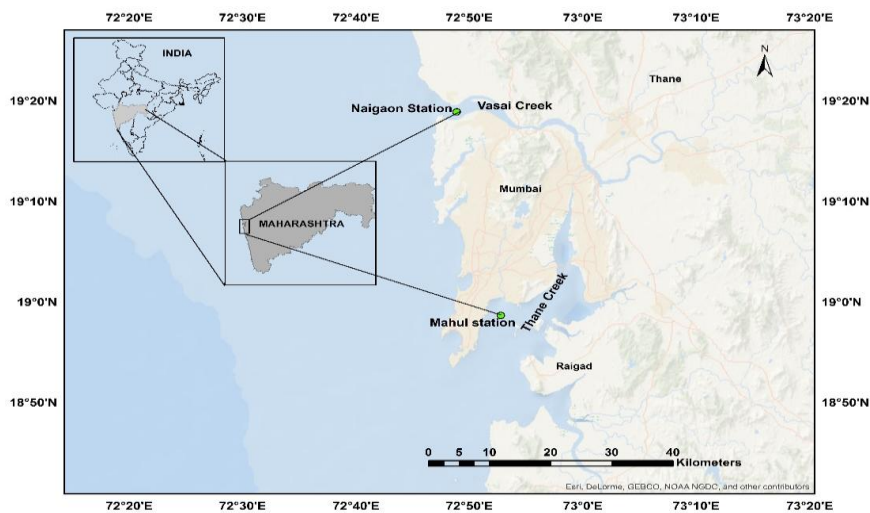 72°20'E 72°30'E 72°40'E 72°50'E 73°0'E 73°10'E 73°20'E
INDIA
N
Thane
19°20'N 19°20'N
Naigaon Station
Vasai Creek
Mumbai
19°10'N 19°10'N
MAHARASHTRA
19°0'N 19°0'N
Thane Creek
Mahul station
Raigad
18°50'N 18°50'N
0 5 10 20 30 40
Kilometers
Esri, DeLorme, GEBCO, NOAA NGDC, and other contributors
72°20'E 72°30'E 72°40'E 72°50'E 73°0'E 73°10'E 73°20'E